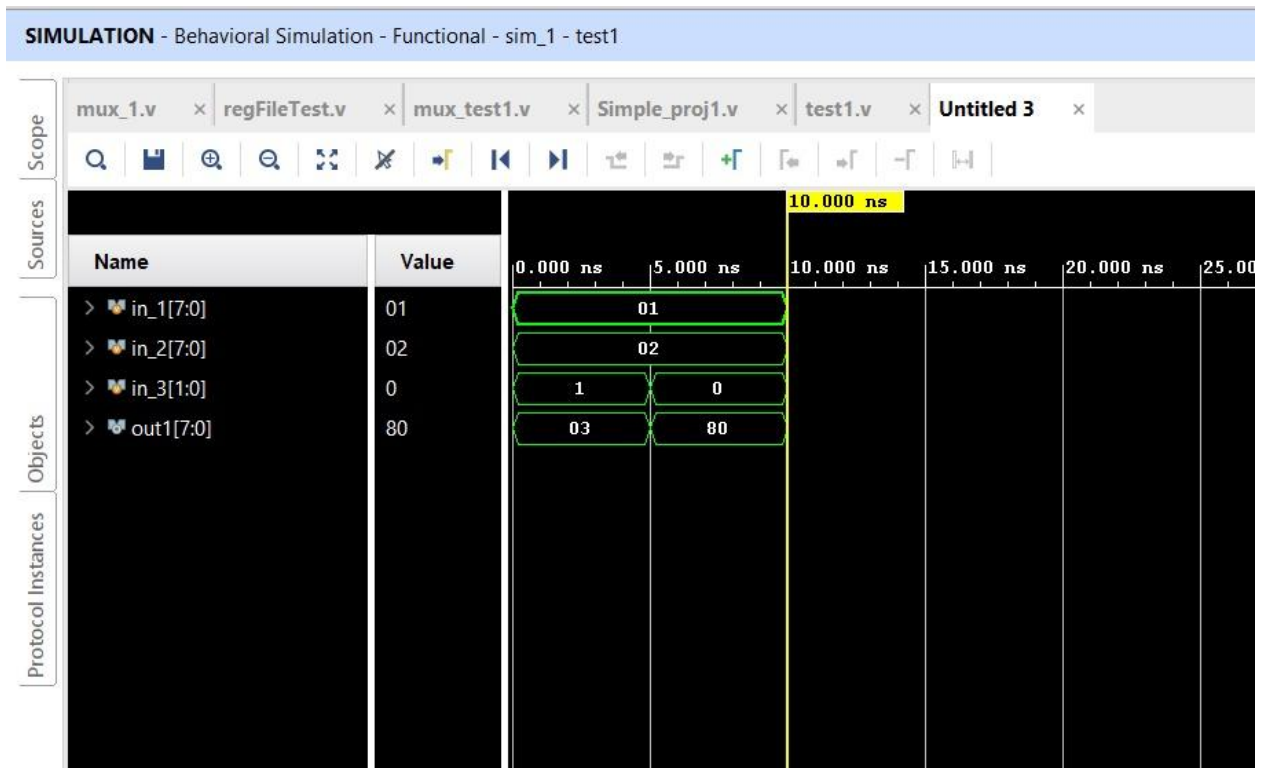 SIMULATION - Behavioral Simulation - Functional - sim_1 - test1
Scope
Sources
Objects
Protocol Instances
mux_1.v × regFileTest.v × mux_test1.v × Simple_proj1.v × test1.v × Untitled 3 ×
10.000 ns
Name Value 0.000 ns 5.000 ns 10.000 ns 15.000 ns 20.000 ns 25.00
in_1[7:0] 01 01
in_2[7:0] 02 02
in_3[1:0] 0 1 0
out1[7:0] 80 03 80